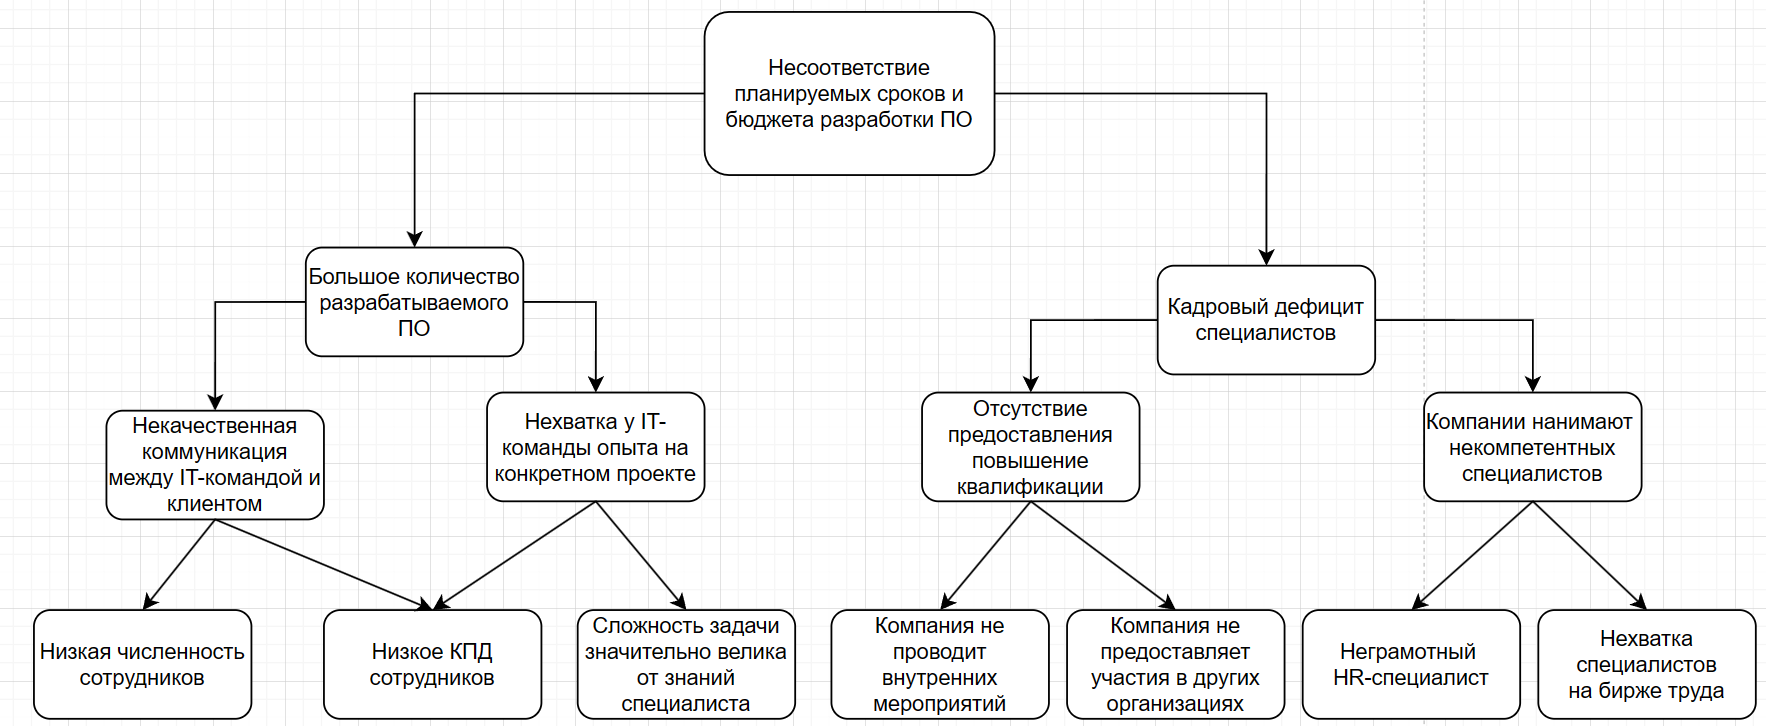 Несоответствие
планируемых сроков и
бюджета разработки ПО
Большое количество
разрабатываемого
ПО
Кадровый дефицит
специалистов
Некачественная
коммуникация
между IT-командой и
клиентом
Нехватка у IT-
команды опыта на
конкретном проекте
Отсутствие
предоставления
повышение
квалификации
Компании нанимают
некомпетентных
специалистов
Низкая численность
сотрудников
Низкое КПД
сотрудников
Сложность задачи
значительно велика
от знаний
специалиста
Компания не
проводит
внутренних
мероприятий
Компания не
предоставляет
участия в других
организациях
Неграмотный
HR-специалист
Нехватка
специалистов
на бирже труда